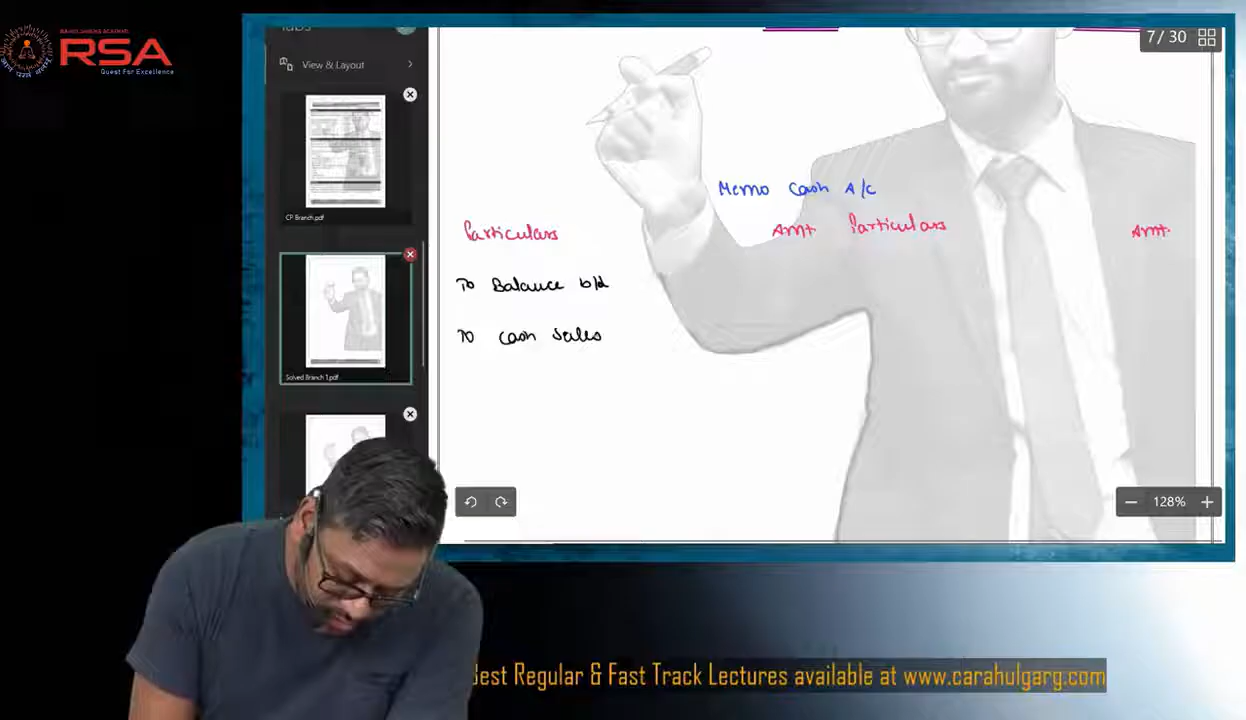 RSA
Quest For Excellence
View & Layout
CP Branch.pdf
Solved Branch 1.pdf
7 / 30
Memo Cash A/c
Particulars Amt Particulars Amt
To Balance b/d
To Cash Sales
128%
Best Regular & Fast Track Lectures available at www.carahulgarg.com